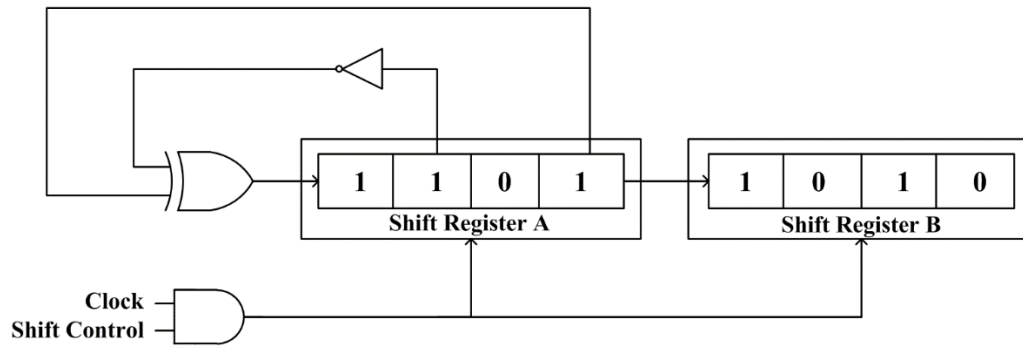 1 1 0 1 1 0 1 0
Shift Register A Shift Register B
Clock
Shift Control